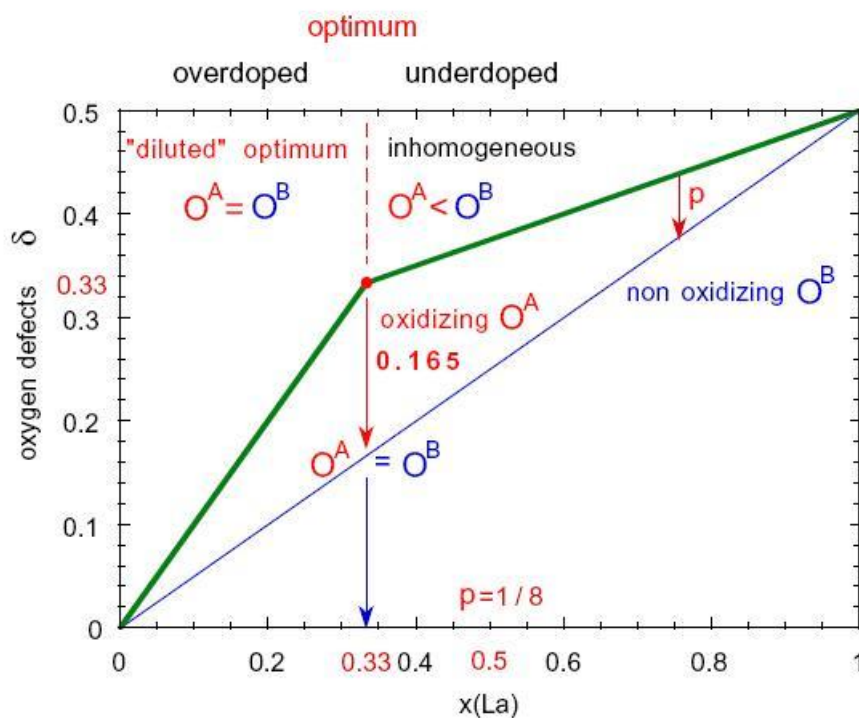 optimum
overdoped underdoped
0.5
"diluted" optimum inhomogeneous
O^A = O^B O^A < O^B
0.4
p
δ
0.33
non oxidizing O^B
0.3
oxidizing O^A
0.165
oxygen defects
0.2
O^A = O^B
0.1
p=1/8
0
0 0.2 0.33 0.4 0.5 0.6 0.8 1
x(La)